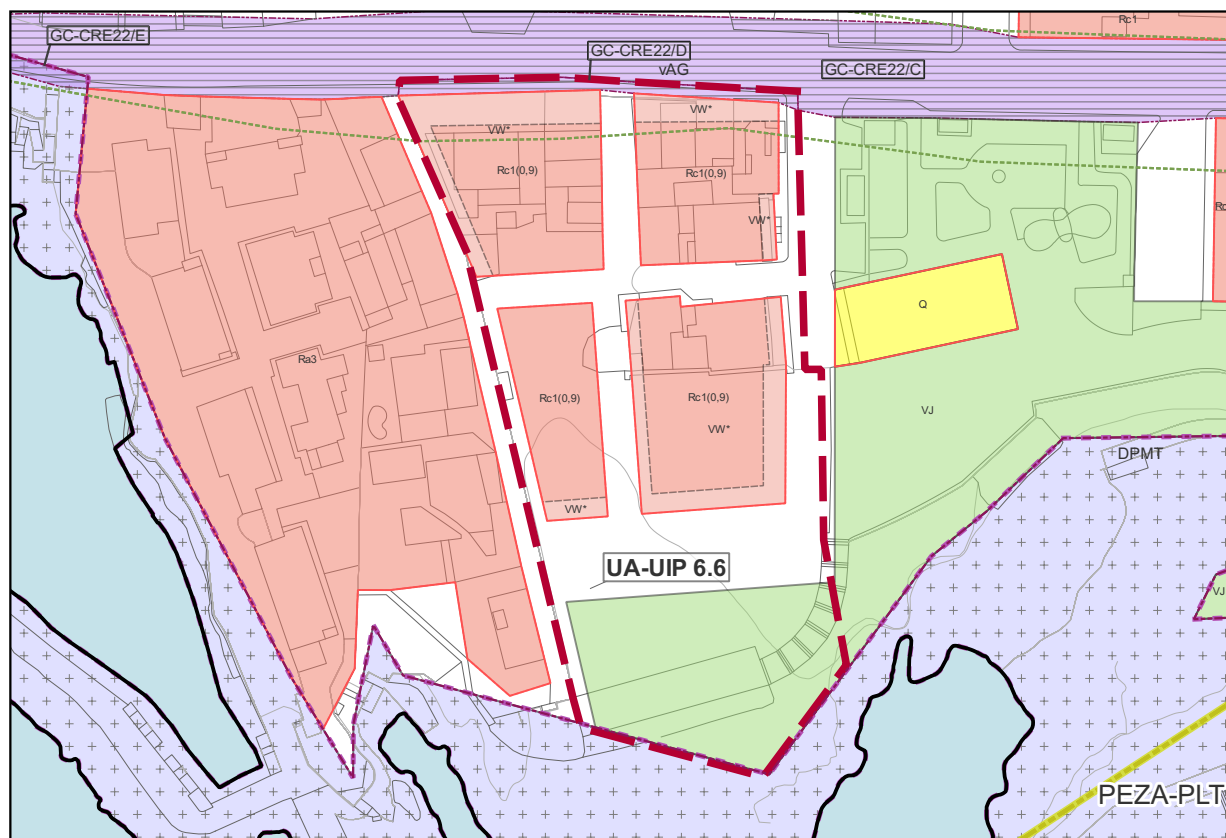 Rc1
GC-CRE22/E
GC-CRE22/D
vAG
GC-CRE22/C
VW*
VW*
Rc1(0,9)
Rc1(0,9)
VW*
Q
Ra3
Rc1(0,9)
Rc1(0,9)
VJ
VW*
DPMT
VW*
UA-UIP 6.6
VJ
PEZA-PLT